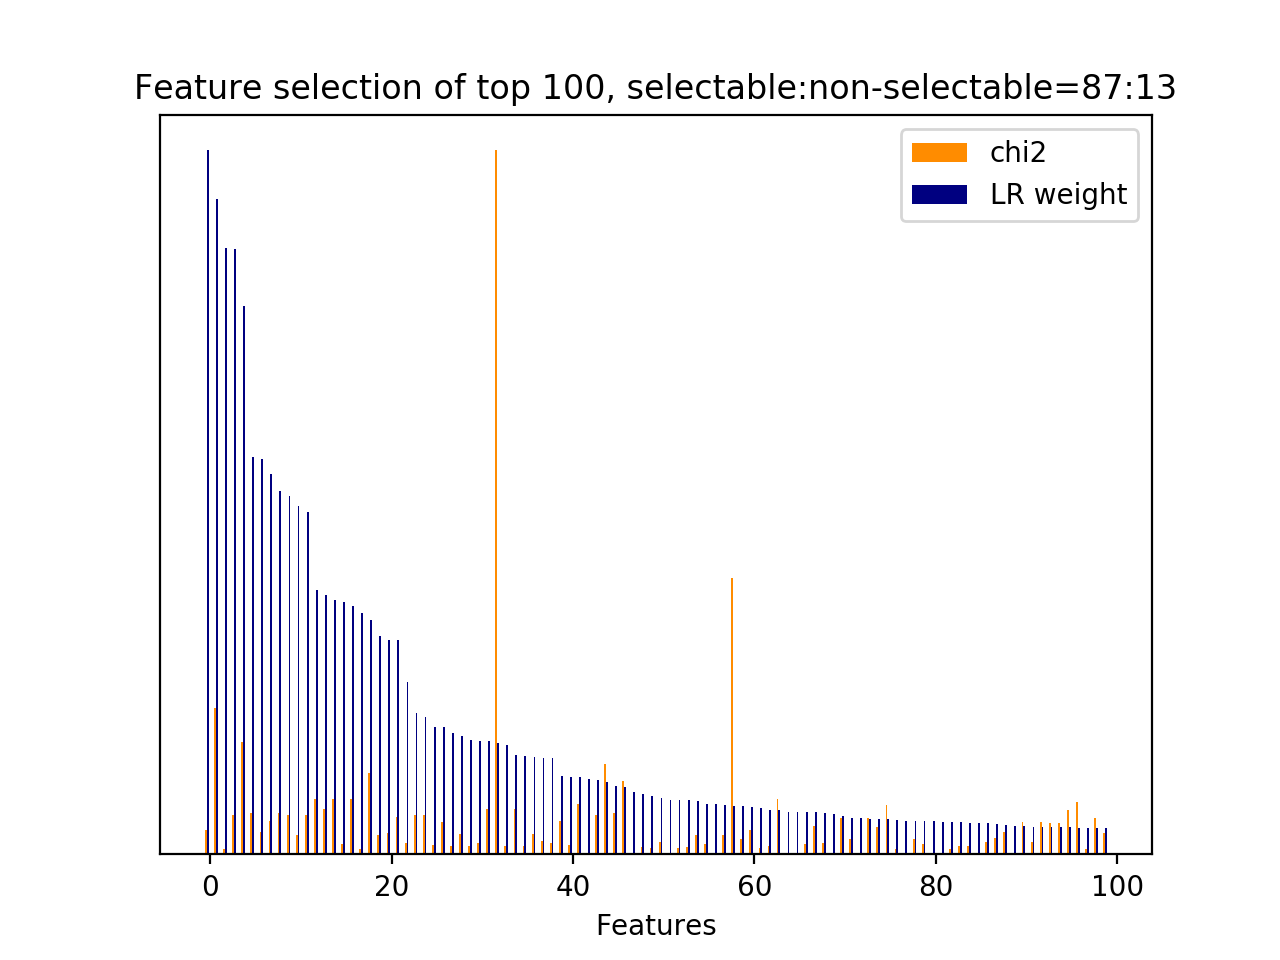 Feature selection of top 100, selectable:non-selectable=87:13
chi2
LR weight
0 20 40 60 80 100
Features